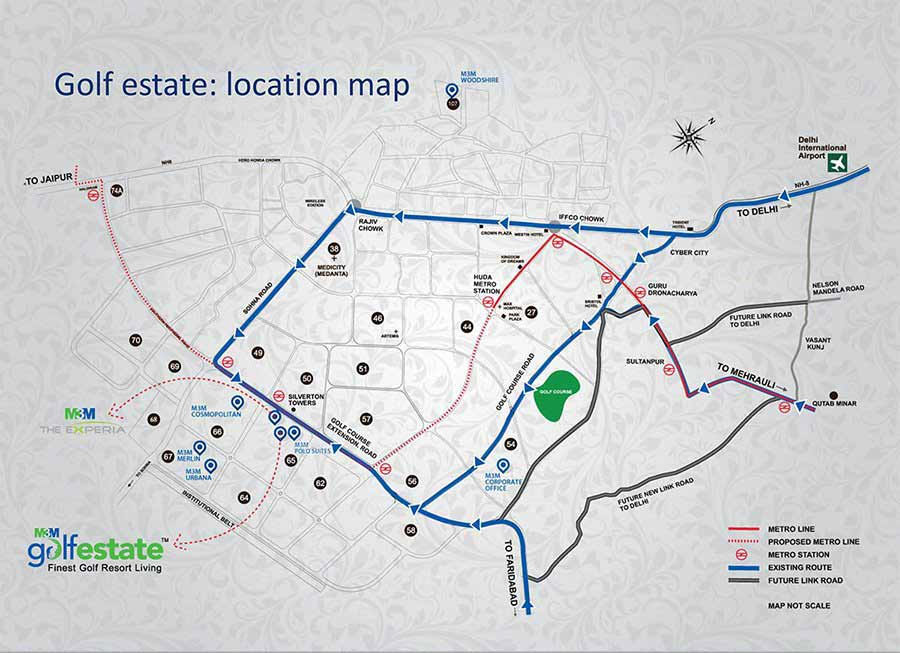 Golf estate: location map
M3M
WOODSHIRE
107
N
Delhi
International
Airport
NH-8
TO DELHI
TO JAIPUR
NH8
HERO HONDA CHOWK
74A
WIRELESS
STATION
RAJIV
CHOWK
IFFCO CHOWK
CROWN PLAZA
WESTIN HOTEL
TRIDENT
HOTEL
CYBER CITY
38
MEDICITY
(MEDANTA)
KINGDOM
OF DREAMS
HUDA
METRO
STATION
MAX
HOSPITAL
PARK
PLAZA
27
BRISTOL
HOTEL
GURU
DRONACHARYA
NELSON
MANDELA ROAD
FUTURE LINK ROAD
TO DELHI
VASANT
KUNJ
SOHNA ROAD
46
44
ARTEMIS
70
69
49
51
50
SULTANPUR
TO MEHRAULI
QUTAB MINAR
GOLF COURSE ROAD
GOLF COURSE
SILVERTON
TOWERS
M3M
COSMOPOLITAN
M3M
THE EXPERIA
68
66
57
GOLF COURSE
EXTENSION ROAD
M3M
POLO SUITES
54
M3M
CORPORATE
OFFICE
67
M3M
MERLIN
M3M
URBANA
65
62
56
64
TO SOHNA
INSTITUTIONAL BELT
58
FUTURE NEW LINK ROAD
TO DELHI
TO FARIDABAD
M3M
golfestate™
Finest Golf Resort Living
METRO LINE
PROPOSED METRO LINE
METRO STATION
EXISTING ROUTE
FUTURE LINK ROAD
MAP NOT SCALE